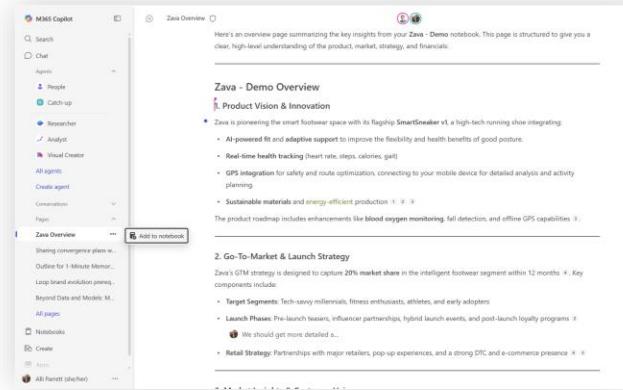 M365 Copilot
Search
Chat
Agents
People
Catch-up
Researcher
Analyst
Visual Creator
All agents
Create agent
Conversations
Pages
Zava Overview
Add to notebook
Sharing convergence plans w...
Outline for 1-Minute Memor...
Loop brand evolution prereq...
Beyond Data and Models: M...
All pages
Notebooks
Create
Apps
Alli Parrett (she/her)
Zava Overview
Here's an overview page summarizing the key insights from your Zava - Demo notebook. This page is structured to give you a
clear, high-level understanding of the product, market, strategy, and financials:
Zava - Demo Overview
1. Product Vision & Innovation
Zava is pioneering the smart footwear space with its flagship SmartSneaker v1, a high-tech running shoe integrating:
• AI-powered fit and adaptive support to improve the flexibility and health benefits of good posture.
• Real-time health tracking (heart rate, steps, calories, gait)
• GPS integration for safety and route optimization, connecting to your mobile device for detailed analysis and activity
planning.
• Sustainable materials and energy-efficient production 1 2 3
The product roadmap includes enhancements like blood oxygen monitoring, fall detection, and offline GPS capabilities 3.
2. Go-To-Market & Launch Strategy
Zava's GTM strategy is designed to capture 20% market share in the intelligent footwear segment within 12 months 4. Key
components include:
• Target Segments: Tech-savvy millennials, fitness enthusiasts, athletes, and early adopters
• Launch Phases: Pre-launch teasers, influencer partnerships, hybrid launch events, and post-launch loyalty programs
We should get more detailed a...
• Retail Strategy: Partnerships with major retailers, pop-up experiences, and a strong DTC and e-commerce presence